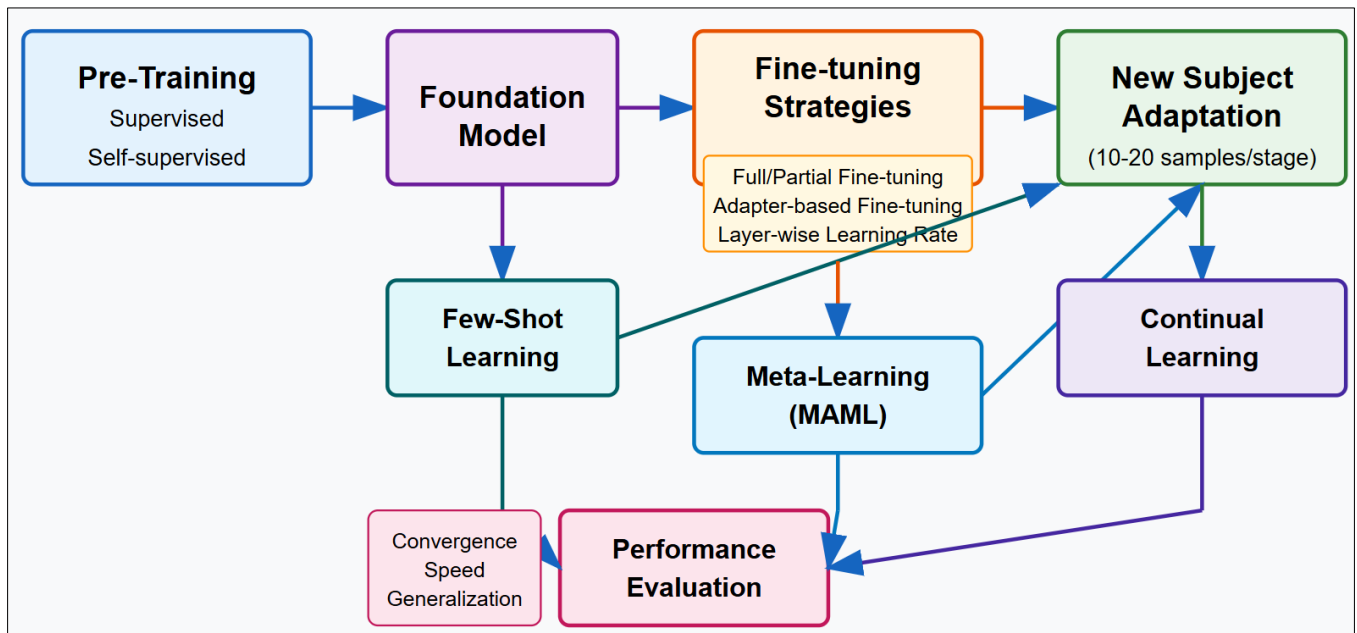 Pre-Training
Supervised
Self-supervised
Foundation
Model
Fine-tuning
Strategies
Full/Partial Fine-tuning
Adapter-based Fine-tuning
Layer-wise Learning Rate
New Subject
Adaptation
(10-20 samples/stage)
Few-Shot
Learning
Meta-Learning
(MAML)
Continual
Learning
Convergence
Speed
Generalization
Performance
Evaluation